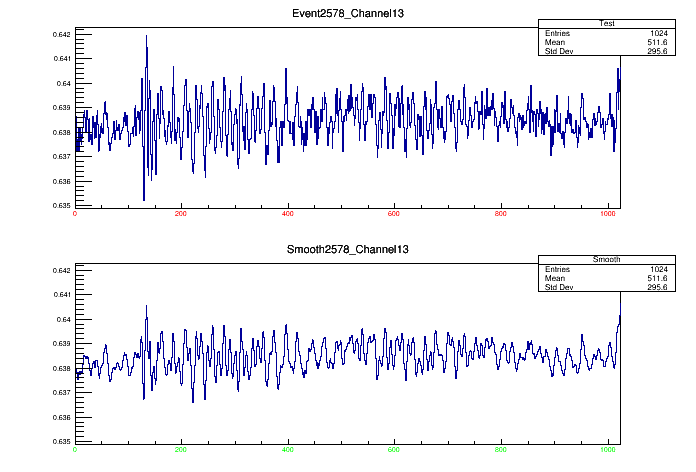 Event2578_Channel13
Test
Entries 1024
Mean 511.6
Std Dev 295.6
0.642
0.641
0.64
0.639
0.638
0.637
0.636
0.635
0 200 400 600 800 1000
Smooth2578_Channel13
Smooth
Entries 1024
Mean 511.6
Std Dev 295.6
0.642
0.641
0.64
0.639
0.638
0.637
0.636
0.635
0 200 400 600 800 1000